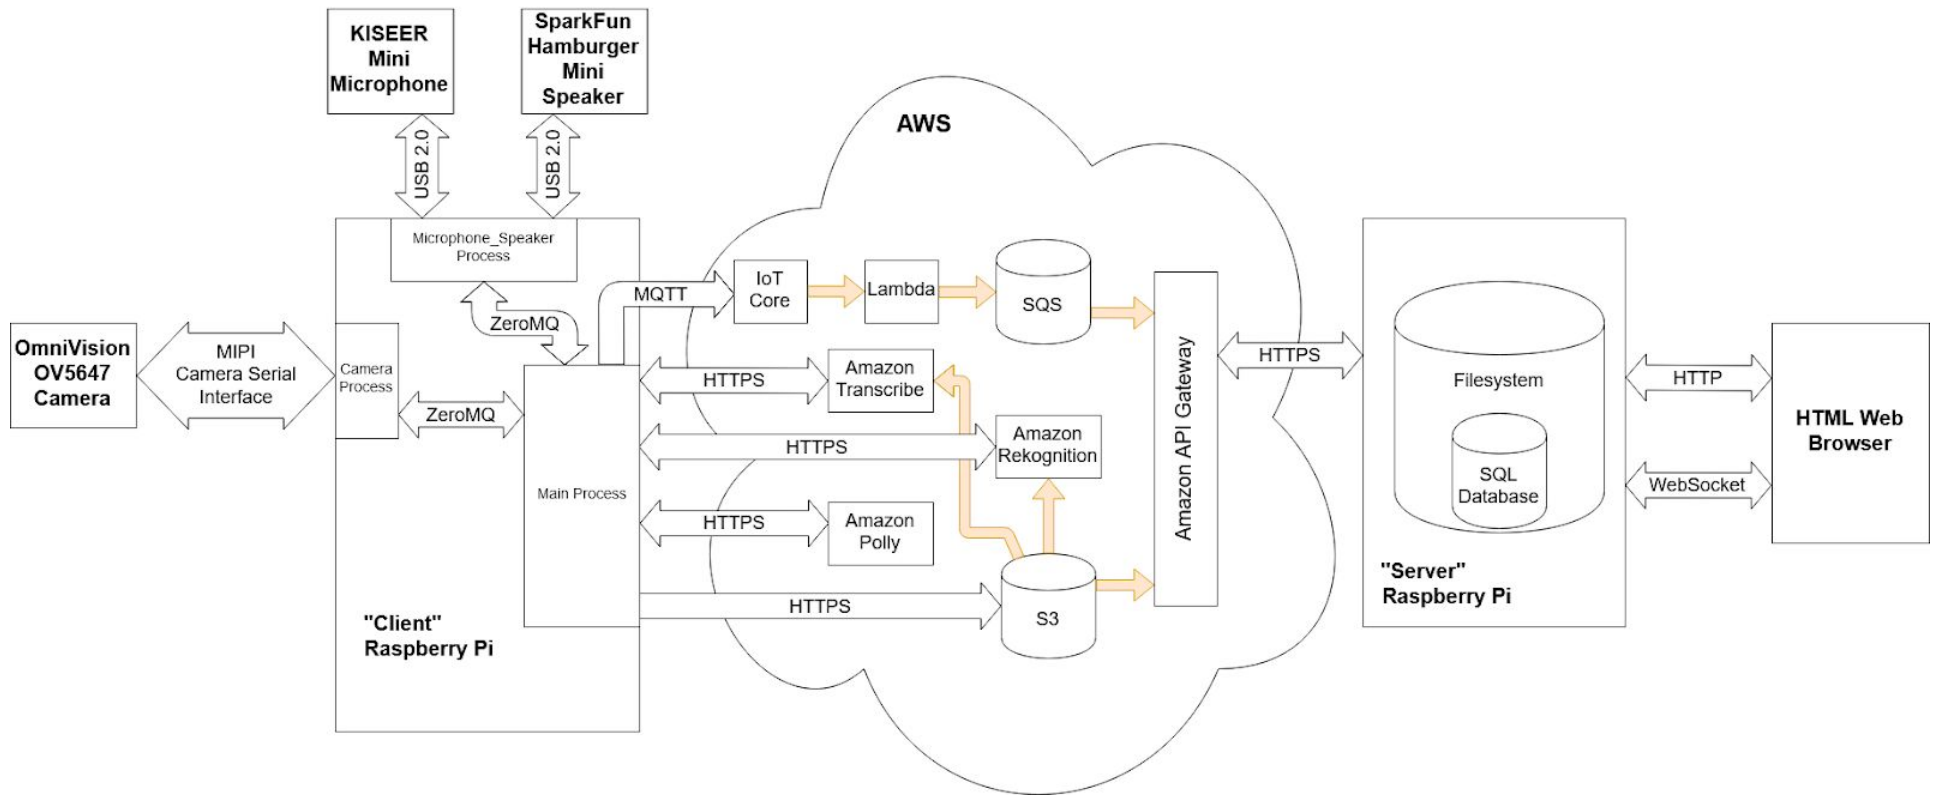 KISEER
Mini
Microphone
SparkFun
Hamburger
Mini
Speaker
USB 2.0
USB 2.0
AWS
Microphone_Speaker
Process
ZeroMQ
MQTT
IoT
Core
Lambda
SQS
OmniVision
OV5647
Camera
MIPI
Camera Serial
Interface
Camera
Process
ZeroMQ
Main Process
HTTPS
Amazon
Transcribe
HTTPS
Amazon
Rekognition
HTTPS
Amazon
Polly
HTTPS
S3
Amazon API Gateway
HTTPS
Filesystem
SQL
Database
"Server"
Raspberry Pi
HTTP
WebSocket
HTML Web
Browser
"Client"
Raspberry Pi